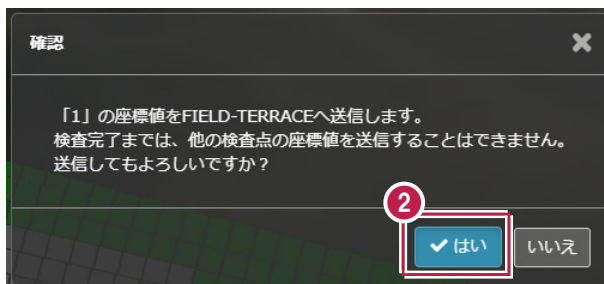 確認
「1」の座標値をFIELD-TERRACEへ送信します。
検査完了までは、他の検査点の座標値を送信することはできません。
送信してもよろしいですか？
2
はい
いいえ